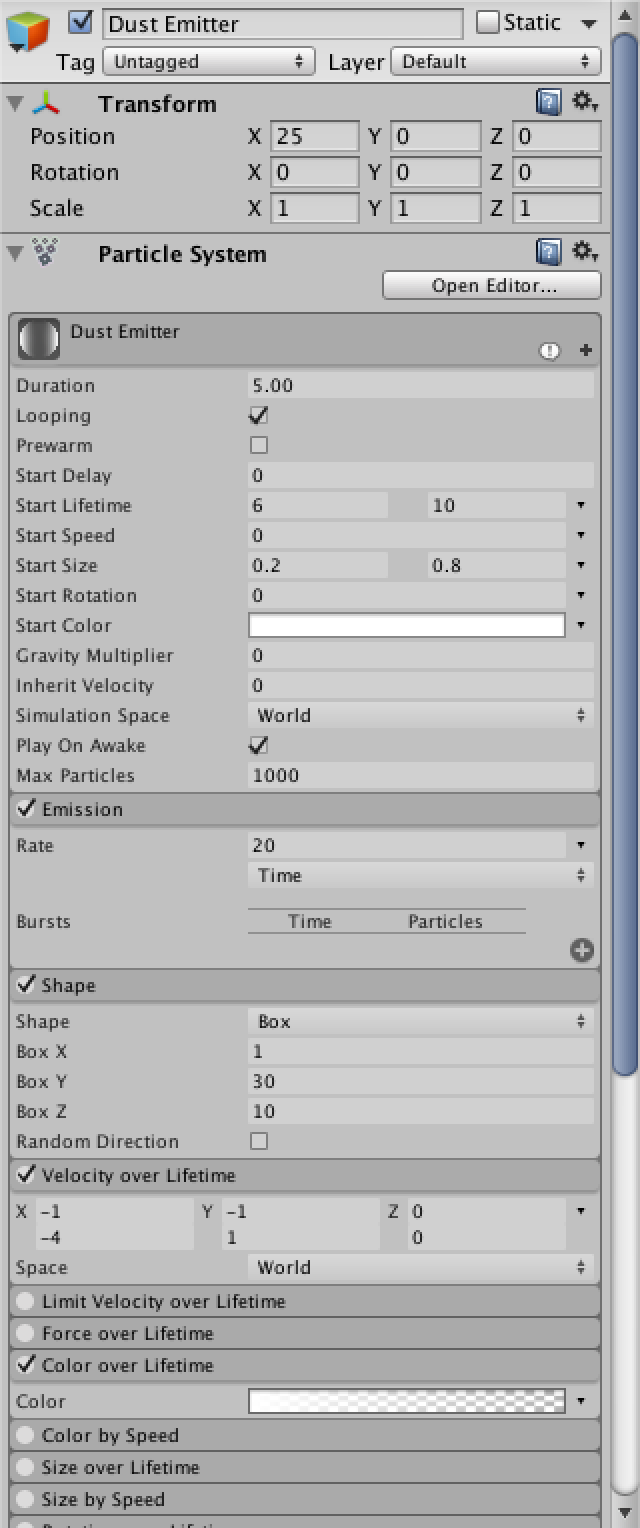 Dust Emitter Static
Tag Untagged Layer Default
Transform
Position X 25 Y 0 Z 0
Rotation X 0 Y 0 Z 0
Scale X 1 Y 1 Z 1
Particle System
Open Editor...
Dust Emitter
Duration 5.00
Looping
Prewarm
Start Delay 0
Start Lifetime 6 10
Start Speed 0
Start Size 0.2 0.8
Start Rotation 0
Start Color
Gravity Multiplier 0
Inherit Velocity 0
Simulation Space World
Play On Awake
Max Particles 1000
Emission
Rate 20
Time
Bursts Time Particles
Shape
Shape Box
Box X 1
Box Y 30
Box Z 10
Random Direction
Velocity over Lifetime
X -1 Y -1 Z 0
-4 1 0
Space World
Limit Velocity over Lifetime
Force over Lifetime
Color over Lifetime
Color
Color by Speed
Size over Lifetime
Size by Speed